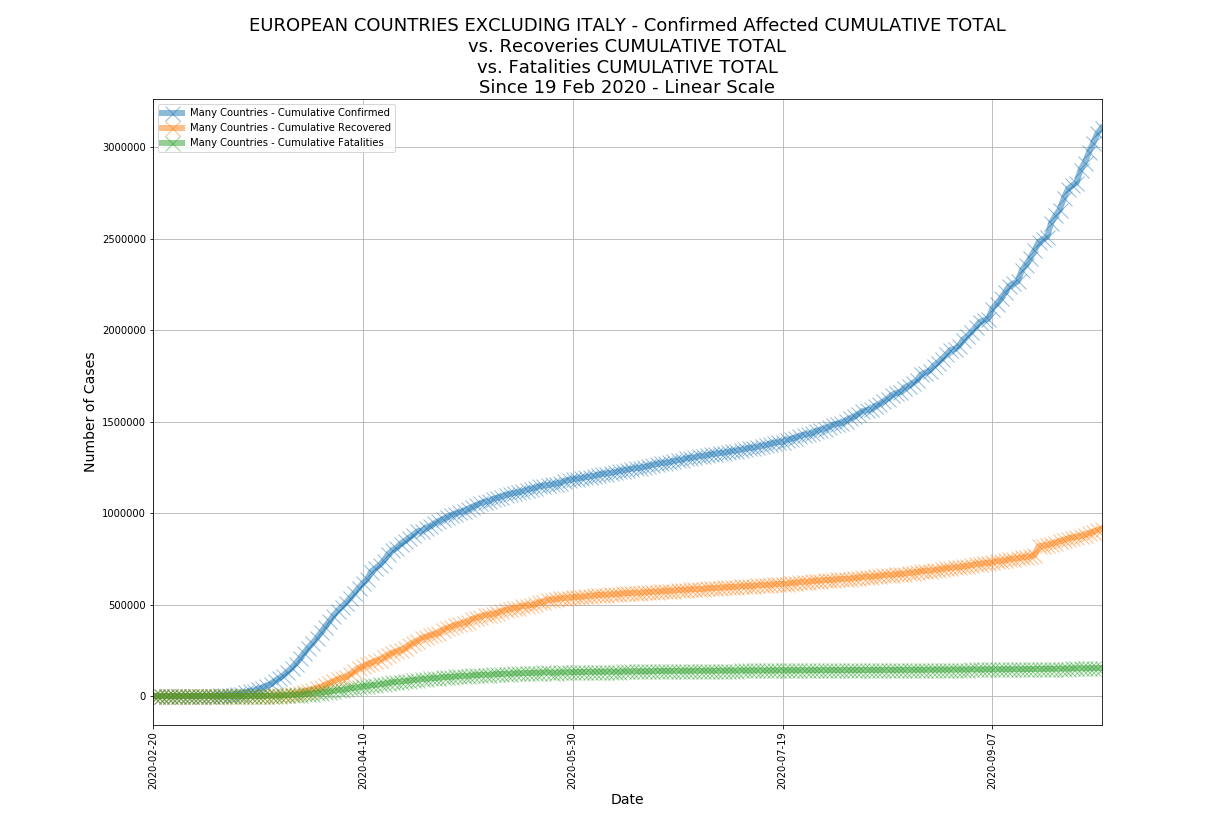 EUROPEAN COUNTRIES EXCLUDING ITALY - Confirmed Affected CUMULATIVE TOTAL
vs. Recoveries CUMULATIVE TOTAL
vs. Fatalities CUMULATIVE TOTAL
Since 19 Feb 2020 - Linear Scale
Many Countries - Cumulative Confirmed
Many Countries - Cumulative Recovered
Many Countries - Cumulative Fatalities
Number of Cases
3000000
2500000
2000000
1500000
1000000
500000
0
2020-02-20
2020-04-10
2020-05-30
2020-07-19
2020-09-07
Date